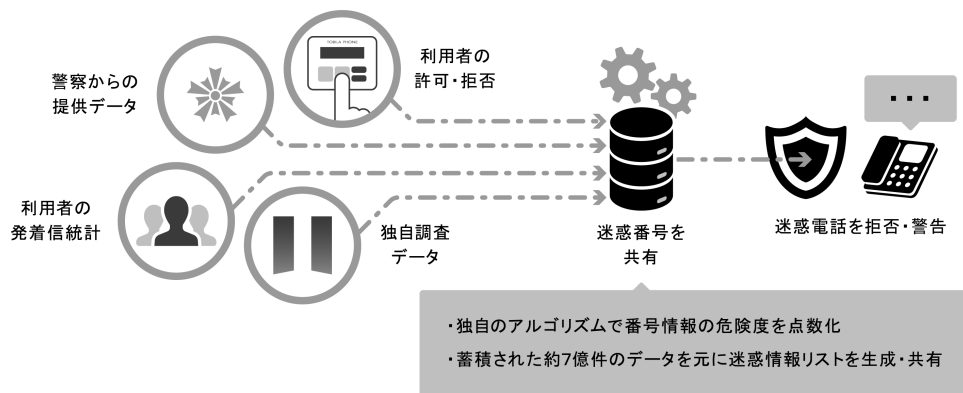 TOBILA PHONE
利用者の
許可・拒否
警察からの
提供データ
利用者の
発着信統計
独自調査
データ
迷惑番号を
共有
迷惑電話を拒否・警告
・独自のアルゴリズムで番号情報の危険度を点数化
・蓄積された約7億件のデータを元に迷惑情報リストを生成・共有